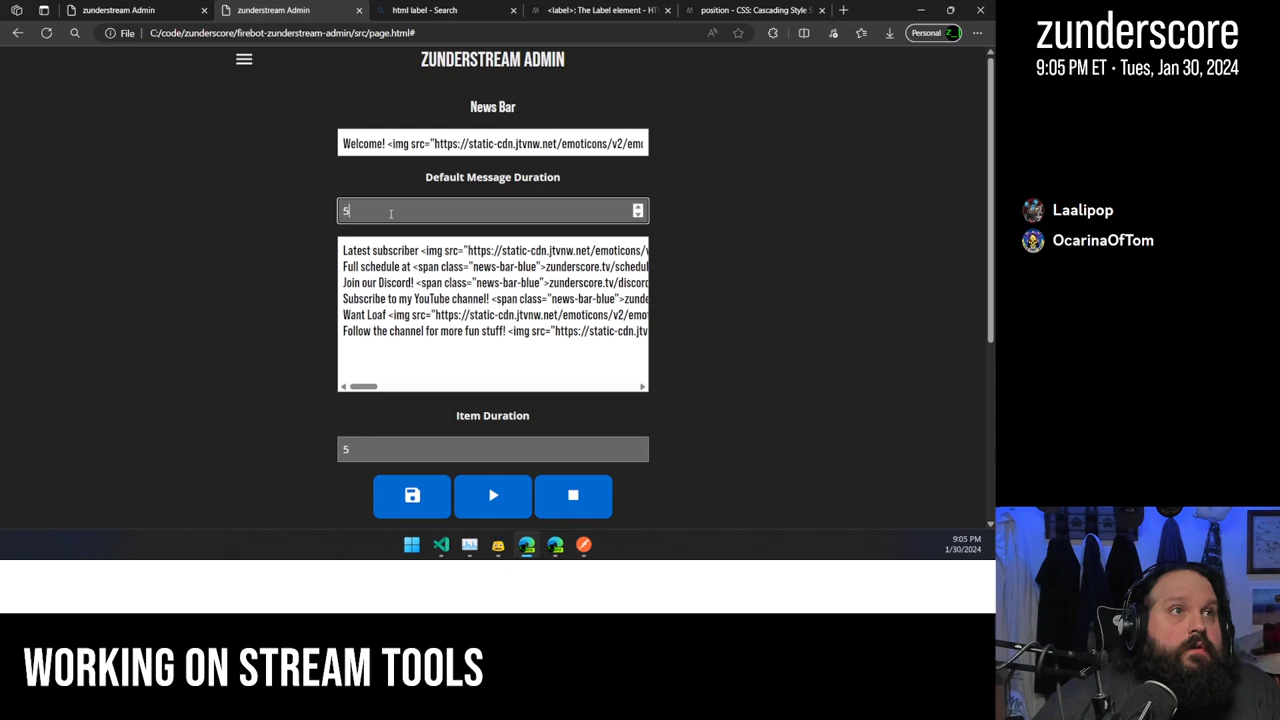 zunderstream Admin
zunderstream Admin
html label - Search
<label>: The Label element - HT
position - CSS: Cascading Style S
File
C:/code/zunderscore/firebot-zunderstream-admin/src/page.html#
Personal
ZUNDERSTREAM ADMIN
News Bar
Welcome! <img src="https://static-cdn.jtvnw.net/emoticons/v2/emo
Default Message Duration
5
Latest subscriber <img src="https://static-cdn.jtvnw.net/emoticons/v
Full schedule at <span class="news-bar-blue">zunderscore.tv/schedul
Join our Discord! <span class="news-bar-blue">zunderscore.tv/discord
Subscribe to my YouTube channel! <span class="news-bar-blue">zunde
Want Loaf <img src="https://static-cdn.jtvnw.net/emoticons/v2/emot
Follow the channel for more fun stuff! <img src="https://static-cdn.jtv
Item Duration
5
9:05 PM
1/30/2024
zunderscore
9:05 PM ET • Tues, Jan 30, 2024
Laalipop
OcarinaOfTom
WORKING ON STREAM TOOLS